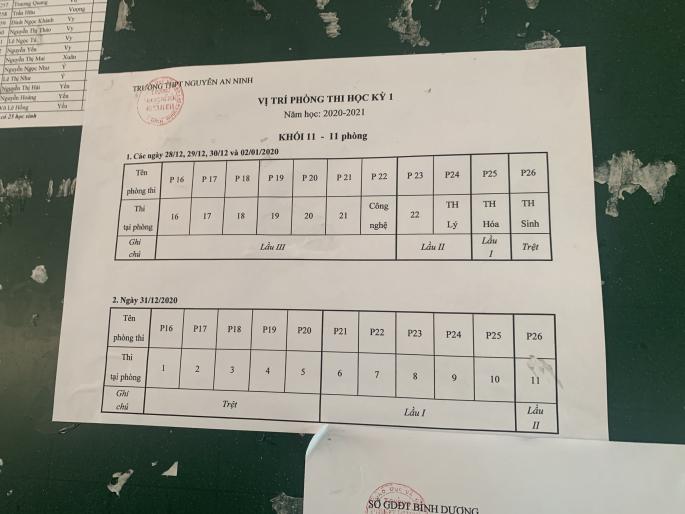 Trương Quang
Trần Hữu Vượng
Đinh Ngọc Khánh Vy
Nguyễn Thị Thảo Vy
Lê Ngọc Vy
Nguyễn Yến Vy
Nguyễn Thị Mai Xuân
Nguyễn Ngọc Như Ý
Lê Thị Như Ý
Nguyễn Thị Hải Yến
Nguyễn Hoàng Yến
Lê Hồng Yến
có 25 học sinh
TRƯỜNG THPT NGUYỄN AN NINH
VỊ TRÍ PHÒNG THI HỌC KỲ 1
Năm học: 2020-2021
KHỐI 11 - 11 phòng
1. Các ngày 28/12, 29/12, 30/12 và 02/01/2020
Tên phòng thi P 16 P 17 P 18 P 19 P 20 P 21 P 22 P 23 P24 P25 P26
Thi tại phòng 16 17 18 19 20 21 Công nghệ 22 TH Lý TH Hóa TH Sinh
Ghi chú Lầu III Lầu II Lầu I Trệt
2. Ngày 31/12/2020
Tên phòng thi P16 P17 P18 P19 P20 P21 P22 P23 P24 P25 P26
Thi tại phòng 1 2 3 4 5 6 7 8 9 10 11
Ghi chú Trệt Lầu I Lầu II
SỞ GDĐT BÌNH DƯƠNG